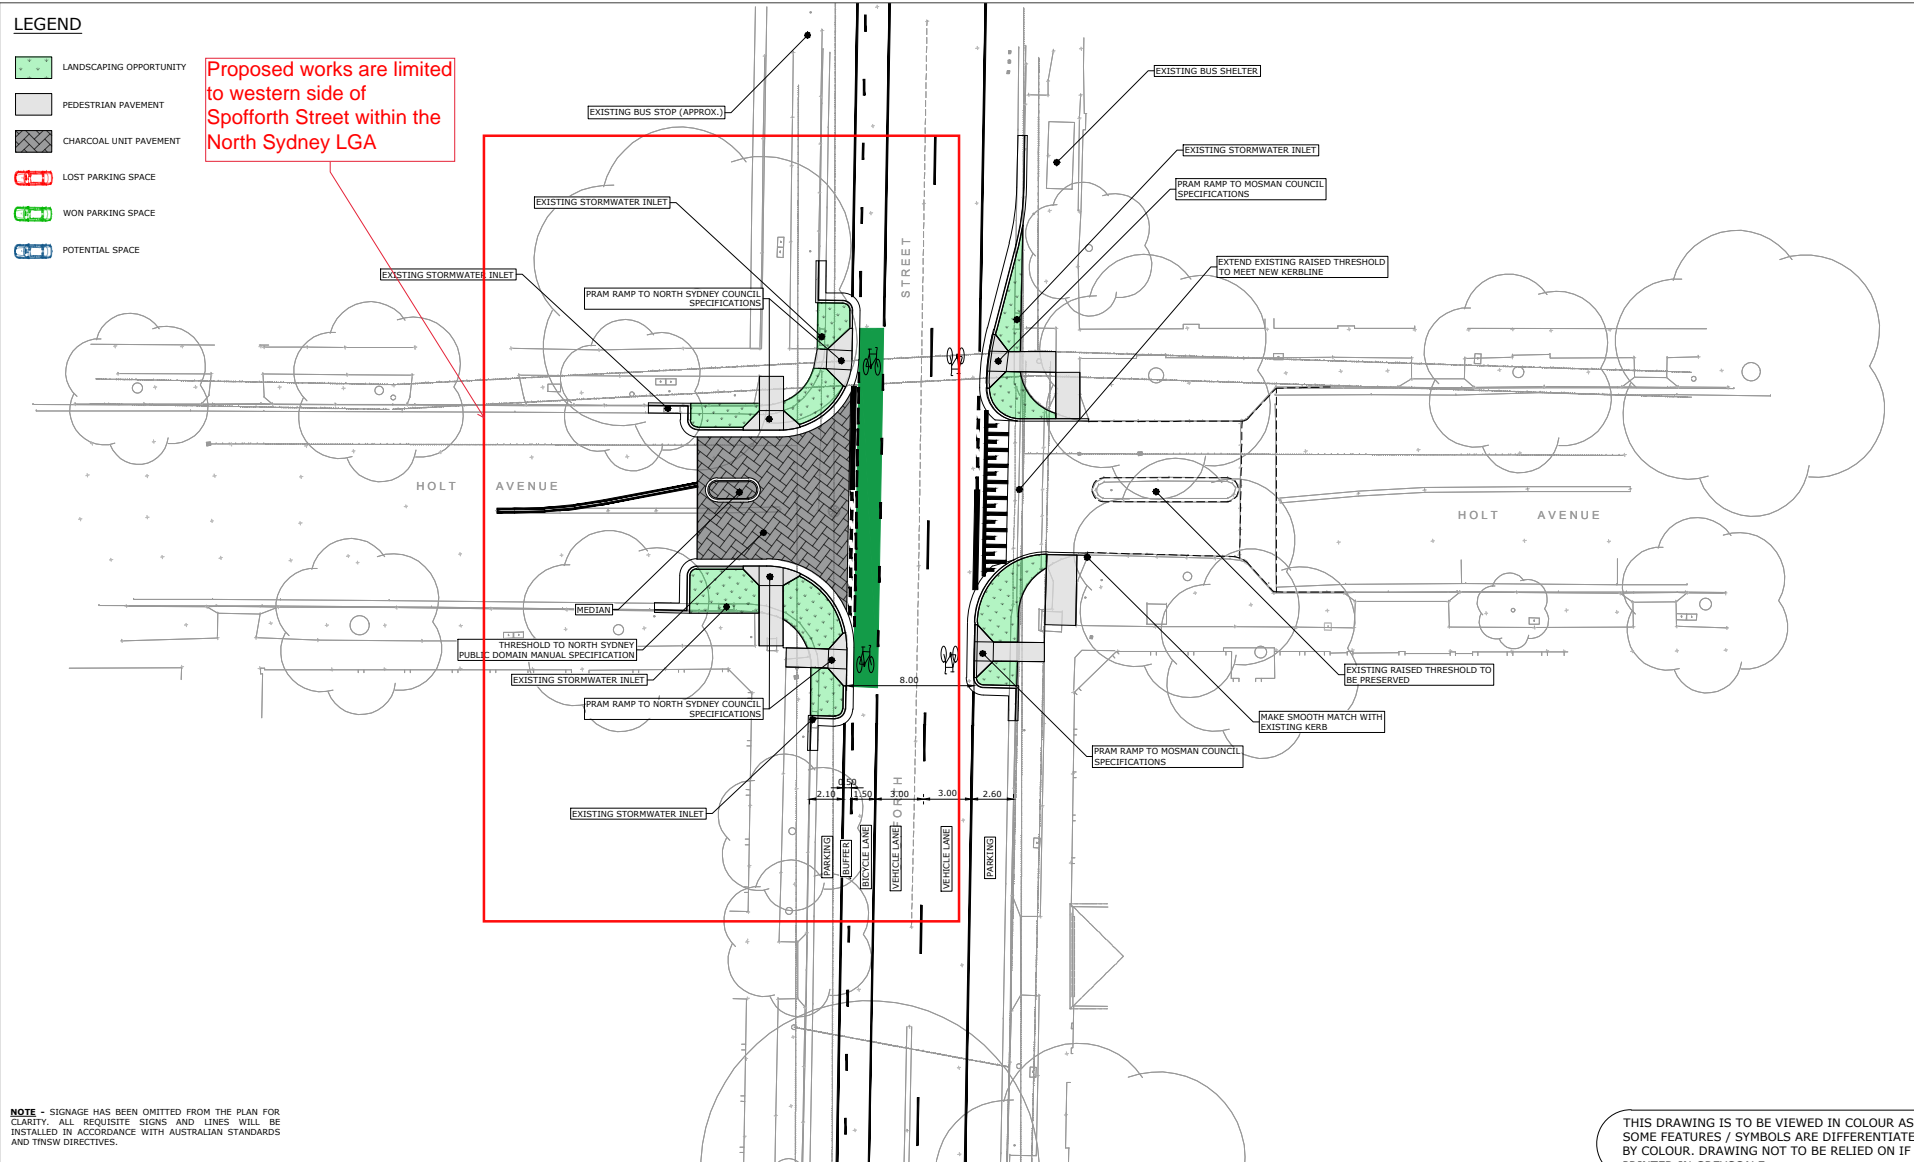 LEGEND
LANDSCAPING OPPORTUNITY
PEDESTRIAN PAVEMENT
CHARCOAL UNIT PAVEMENT
LOST PARKING SPACE
WON PARKING SPACE
POTENTIAL SPACE
Proposed works are limited
to western side of
Spofforth Street within the
North Sydney LGA
EXISTING BUS STOP (APPROX.)
EXISTING BUS SHELTER
EXISTING STORMWATER INLET
PRAM RAMP TO MOSMAN COUNCIL
SPECIFICATIONS
EXISTING STORMWATER INLET
EXISTING STORMWATER INLET
PRAM RAMP TO NORTH SYDNEY COUNCIL
SPECIFICATIONS
EXTEND EXISTING RAISED THRESHOLD
TO MEET NEW KERBLINE
STREET
HOLT AVENUE
HOLT AVENUE
MEDIAN
THRESHOLD TO NORTH SYDNEY
PUBLIC DOMAIN MANUAL SPECIFICATION
EXISTING STORMWATER INLET
PRAM RAMP TO NORTH SYDNEY COUNCIL
SPECIFICATIONS
8.00
EXISTING RAISED THRESHOLD TO
BE PRESERVED
MAKE SMOOTH MATCH WITH
EXISTING KERB
PRAM RAMP TO MOSMAN COUNCIL
SPECIFICATIONS
EXISTING STORMWATER INLET
0.50
2.10
1.50
3.00
3.00
2.60
FORTH
PARKING
BUFFER
BICYCLE LANE
VEHICLE LANE
VEHICLE LANE
PARKING
NOTE - SIGNAGE HAS BEEN OMITTED FROM THE PLAN FOR
CLARITY. ALL REQUISITE SIGNS AND LINES WILL BE
INSTALLED IN ACCORDANCE WITH AUSTRALIAN STANDARDS
AND TfNSW DIRECTIVES.
THIS DRAWING IS TO BE VIEWED IN COLOUR AS
SOME FEATURES / SYMBOLS ARE DIFFERENTIATE
BY COLOUR. DRAWING NOT TO BE RELIED ON IF